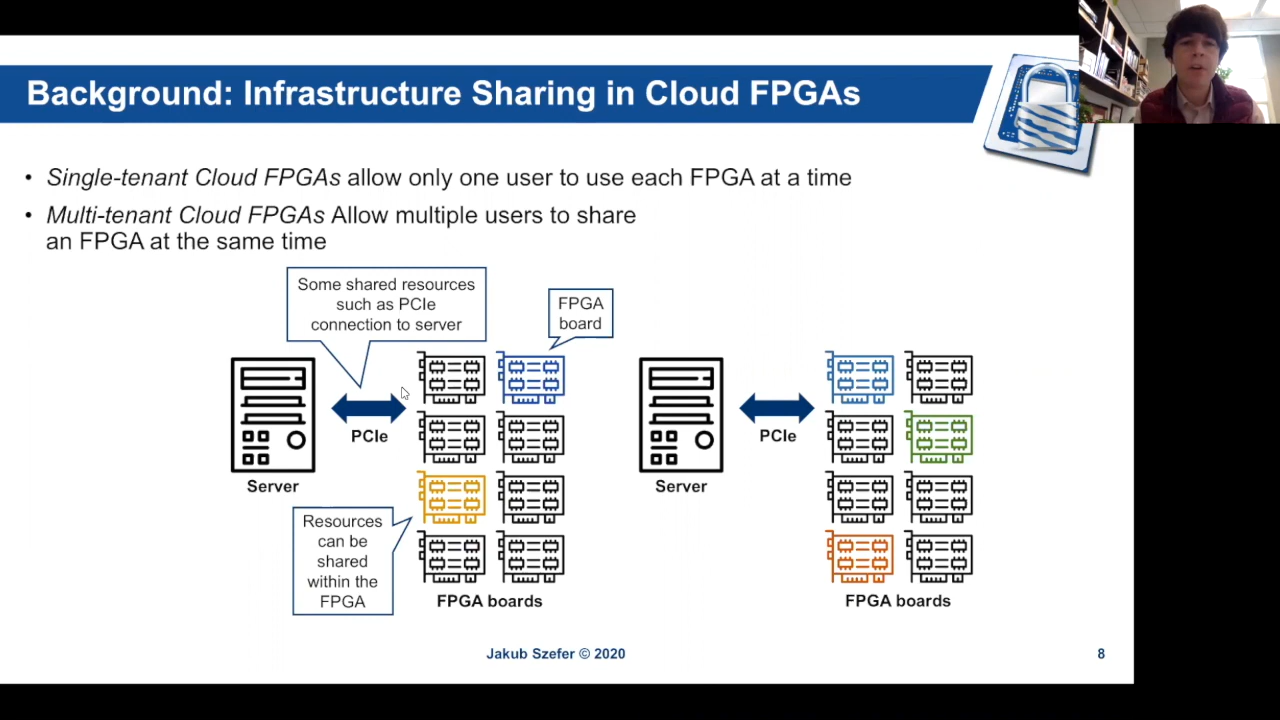 Background: Infrastructure Sharing in Cloud FPGAs
• Single-tenant Cloud FPGAs allow only one user to use each FPGA at a time
• Multi-tenant Cloud FPGAs Allow multiple users to share
an FPGA at the same time
Some shared resources
such as PCIe
connection to server
FPGA
board
PCIe
Server
Resources
can be
shared
within the
FPGA
FPGA boards
PCIe
Server
FPGA boards
Jakub Szefer © 2020
8